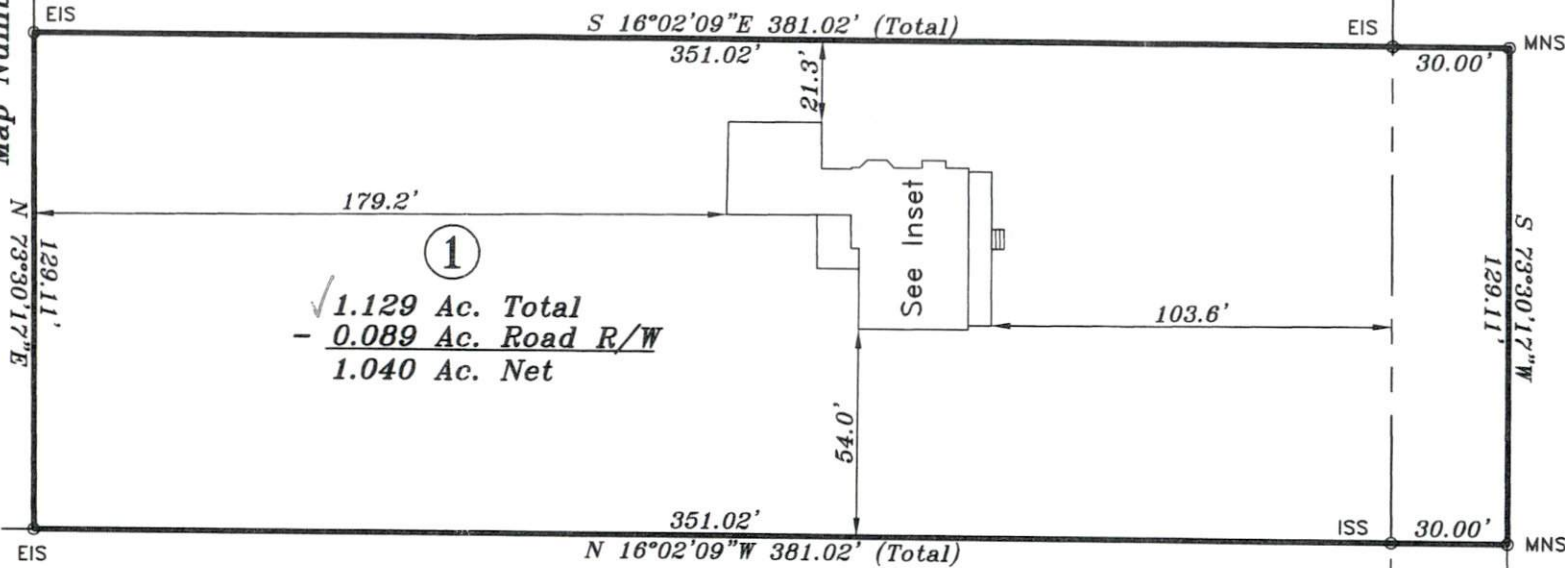 EIS
S 16°02'09"E 381.02' (Total)
EIS
MNS
351.02'
30.00'
21.3'
Map
N 73°30'17"E
129.11'
179.2'
1
√1.129 Ac. Total
- 0.089 Ac. Road R/W
1.040 Ac. Net
See Inset
103.6'
S 73°30'17"W
129.11'
54.0'
351.02'
ISS
30.00'
EIS
N 16°02'09"W 381.02' (Total)
MNS